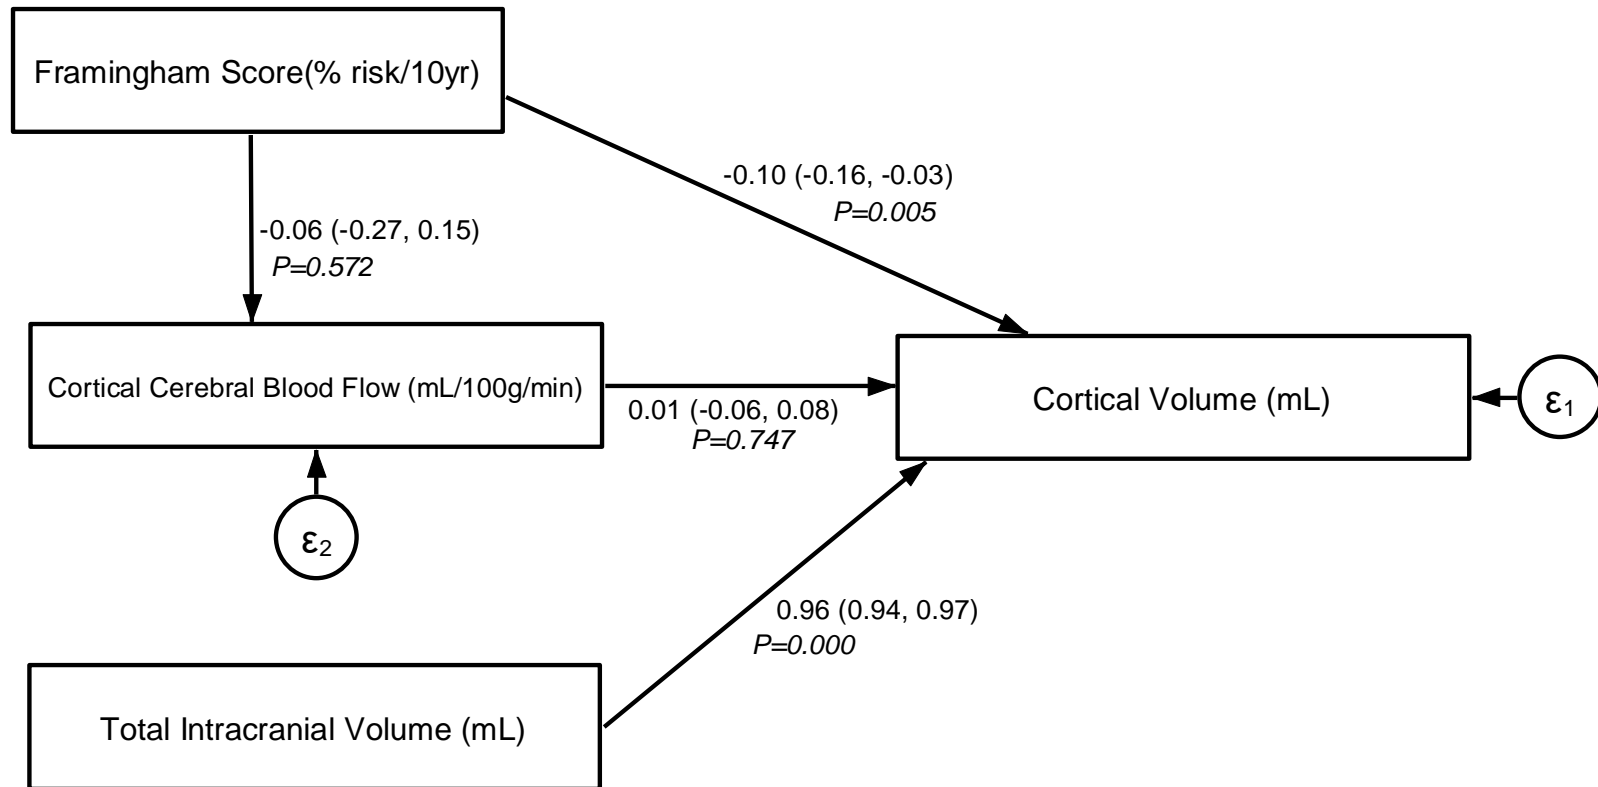 Framingham Score(% risk/10yr)
-0.10 (-0.16, -0.03)
P=0.005
-0.06 (-0.27, 0.15)
P=0.572
Cortical Cerebral Blood Flow (mL/100g/min)
0.01 (-0.06, 0.08)
P=0.747
Cortical Volume (mL)
ε1
ε2
0.96 (0.94, 0.97)
P=0.000
Total Intracranial Volume (mL)